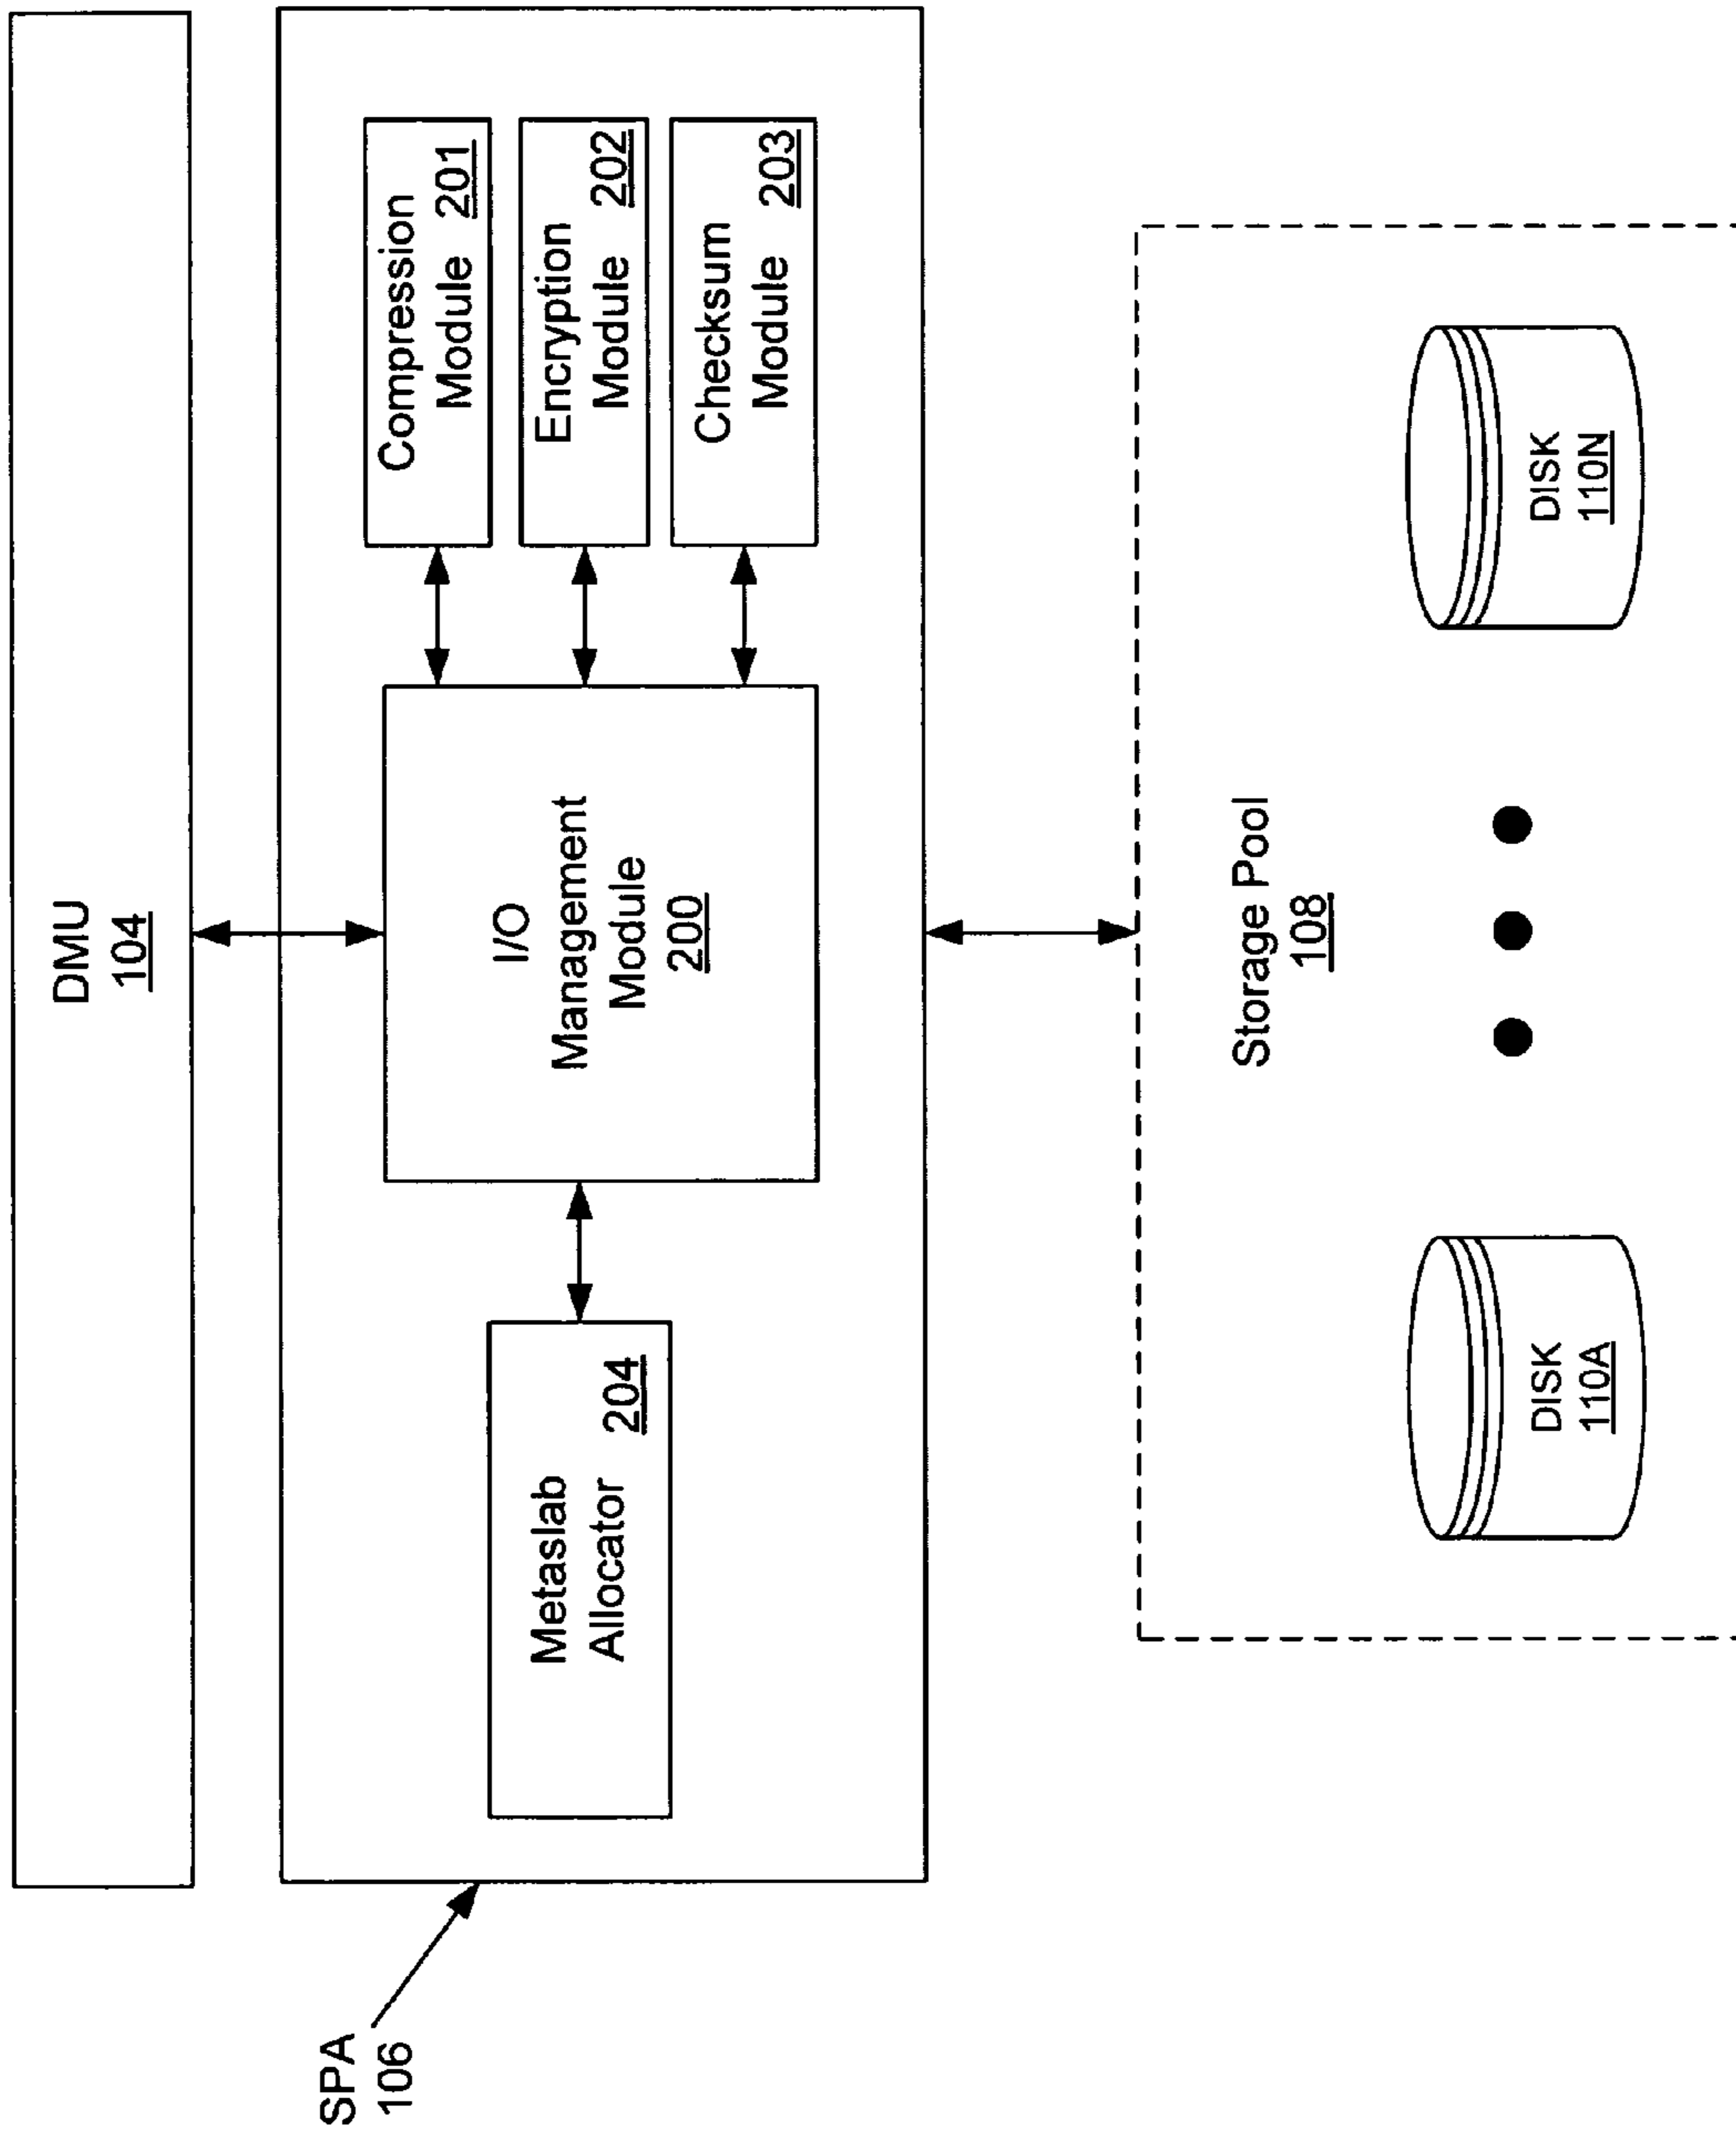 DMU
104
SPA
106
Metaslab
Allocator 204
I/O
Management
Module
200
Compression
Module 201
Encryption
Module 202
Checksum
Module 203
Storage Pool
108
DISK
110A
DISK
110N